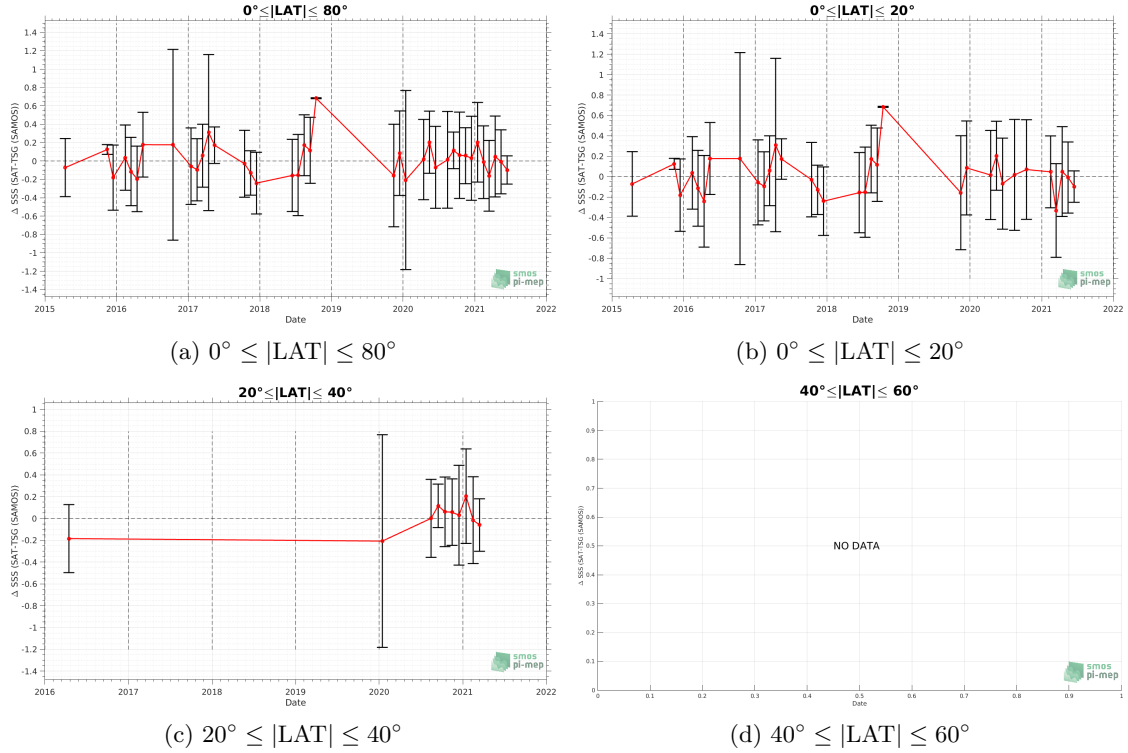 0°≤|LAT|≤ 80°
Δ SSS (SAT-TSG (SAMOS))
1.4
1.2
1
0.8
0.6
0.4
0.2
0
-0.2
-0.4
-0.6
-0.8
-1
-1.2
-1.4
2015 2016 2017 2018 2019 2020 2021 2022
Date
smos
pi-mep
(a) 0° ≤ |LAT| ≤ 80°
0°≤|LAT|≤ 20°
Δ SSS (SAT-TSG (SAMOS))
1.4
1.2
1
0.8
0.6
0.4
0.2
0
-0.2
-0.4
-0.6
-0.8
-1
2015 2016 2017 2018 2019 2020 2021 2022
Date
smos
pi-mep
(b) 0° ≤ |LAT| ≤ 20°
20°≤|LAT|≤ 40°
Δ SSS (SAT-TSG (SAMOS))
1
0.8
0.6
0.4
0.2
0
-0.2
-0.4
-0.6
-0.8
-1
-1.2
-1.4
2016 2017 2018 2019 2020 2021 2022
Date
smos
pi-mep
(c) 20° ≤ |LAT| ≤ 40°
40°≤|LAT|≤ 60°
Δ SSS (SAT-TSG (SAMOS))
1
0.9
0.8
0.7
0.6
0.5
0.4
0.3
0.2
0.1
0
NO DATA
0 0.1 0.2 0.3 0.4 0.5 0.6 0.7 0.8 0.9 1
Date
smos
pi-mep
(d) 40° ≤ |LAT| ≤ 60°